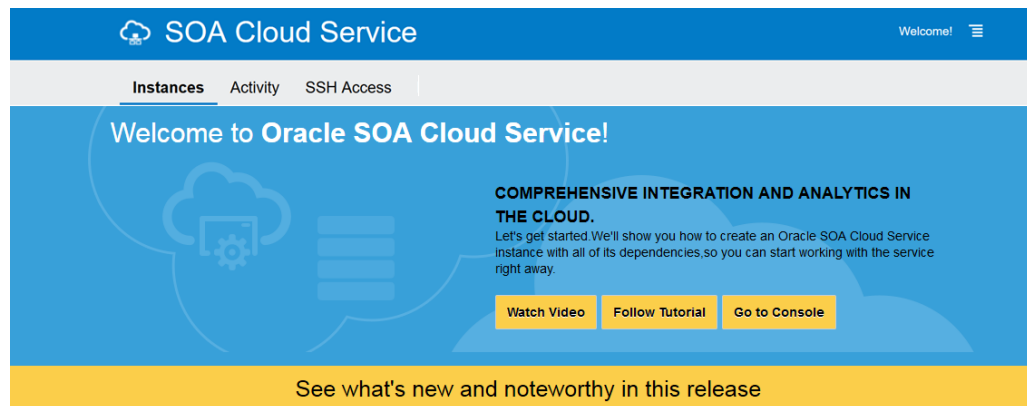 SOA Cloud Service
Welcome!
Instances Activity SSH Access
Welcome to Oracle SOA Cloud Service!
COMPREHENSIVE INTEGRATION AND ANALYTICS IN
THE CLOUD.
Let's get started.We'll show you how to create an Oracle SOA Cloud Service
instance with all of its dependencies,so you can start working with the service
right away.
Watch Video Follow Tutorial Go to Console
See what's new and noteworthy in this release